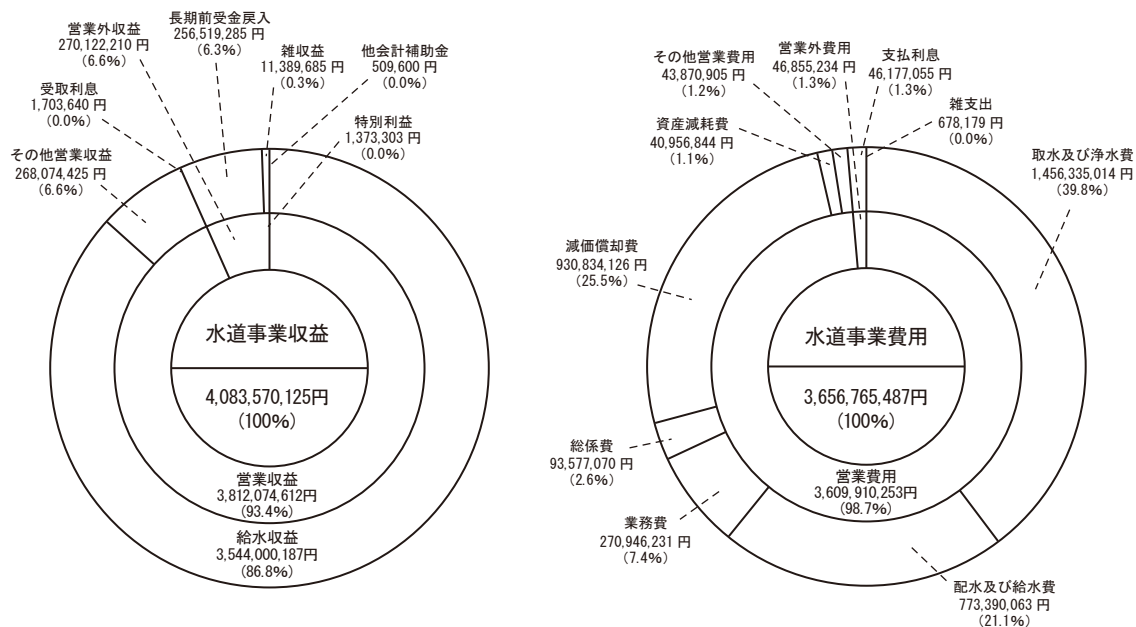 長期前受金戻入
256,519,285 円
(6.3%)
営業外収益
270,122,210 円
(6.6%)
雑収益
11,389,685 円
(0.3%)
他会計補助金
509,600 円
(0.0%)
受取利息
1,703,640 円
(0.0%)
特別利益
1,373,303 円
(0.0%)
その他営業収益
268,074,425 円
(6.6%)
水道事業収益
4,083,570,125円
(100%)
営業収益
3,812,074,612円
(93.4%)
給水収益
3,544,000,187円
(86.8%)
その他営業費用
43,870,905 円
(1.2%)
営業外費用
46,855,234 円
(1.3%)
支払利息
46,177,055 円
(1.3%)
雑支出
678,179 円
(0.0%)
資産減耗費
40,956,844 円
(1.1%)
取水及び浄水費
1,456,335,014 円
(39.8%)
減価償却費
930,834,126 円
(25.5%)
水道事業費用
3,656,765,487円
(100%)
総係費
93,577,070 円
(2.6%)
営業費用
3,609,910,253円
(98.7%)
業務費
270,946,231 円
(7.4%)
配水及び給水費
773,390,063 円
(21.1%)